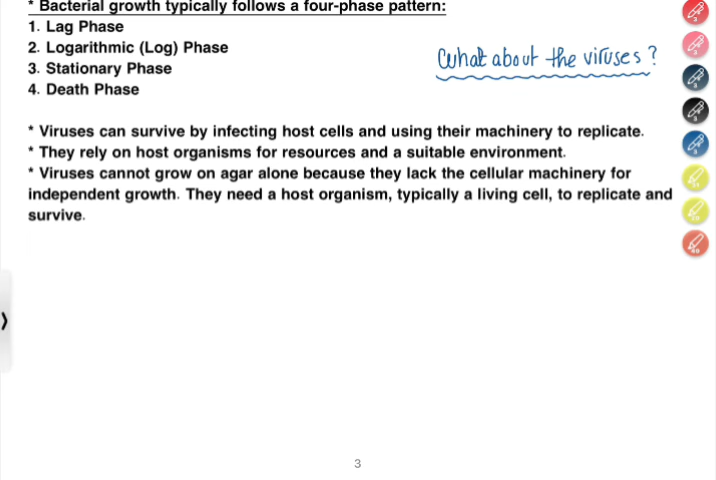 * Bacterial growth typically follows a four-phase pattern:
1. Lag Phase
2. Logarithmic (Log) Phase
What about the viruses?
3. Stationary Phase
4. Death Phase
* Viruses can survive by infecting host cells and using their machinery to replicate.
* They rely on host organisms for resources and a suitable environment.
* Viruses cannot grow on agar alone because they lack the cellular machinery for
independent growth. They need a host organism, typically a living cell, to replicate and
survive.
3